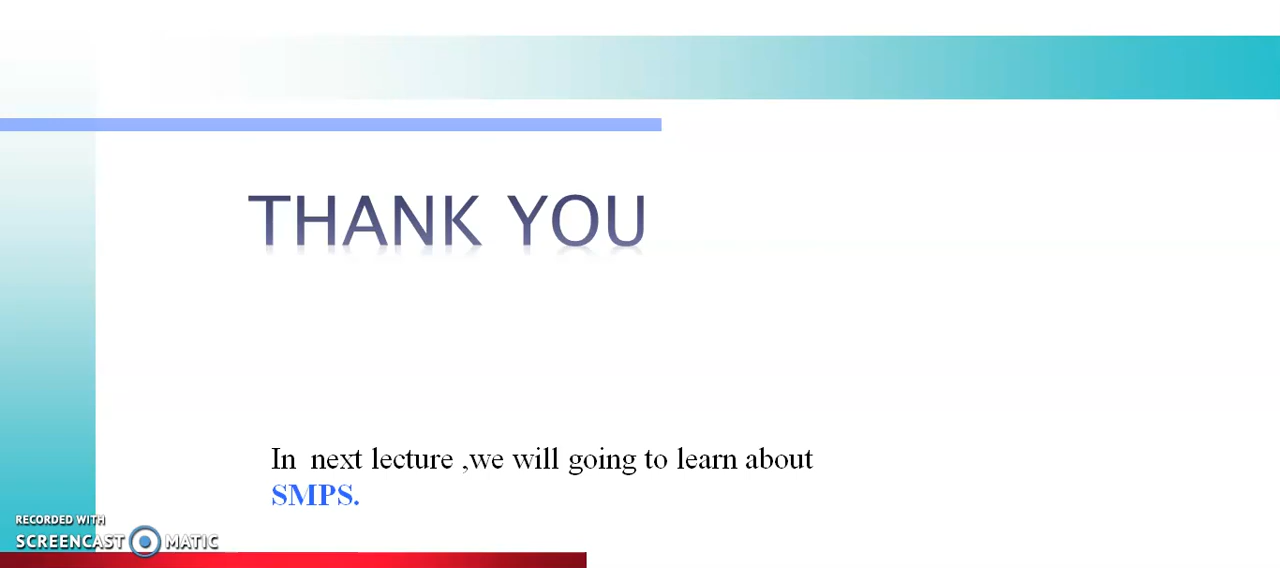 THANK YOU
In next lecture ,we will going to learn about
SMPS.
RECORDED WITH
SCREENCAST MATIC